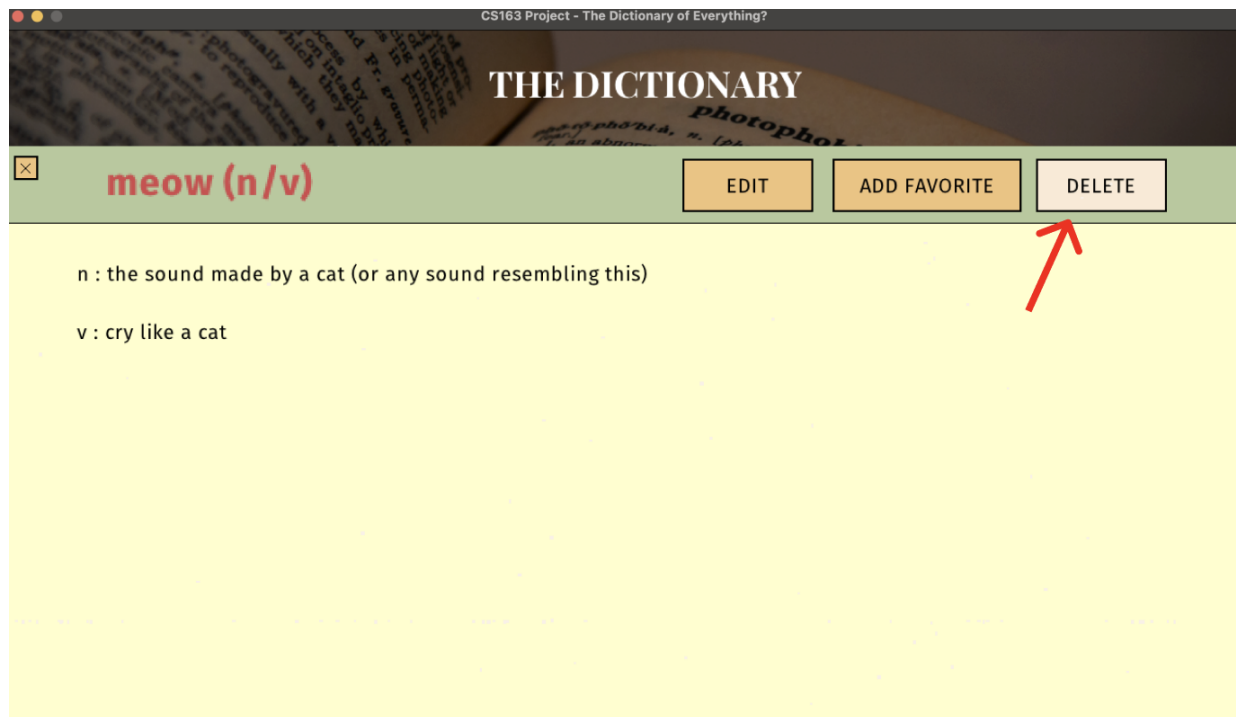 CS163 Project - The Dictionary of Everything?
THE DICTIONARY
photopho
meow (n/v)
EDIT
ADD FAVORITE
DELETE
n : the sound made by a cat (or any sound resembling this)
v : cry like a cat